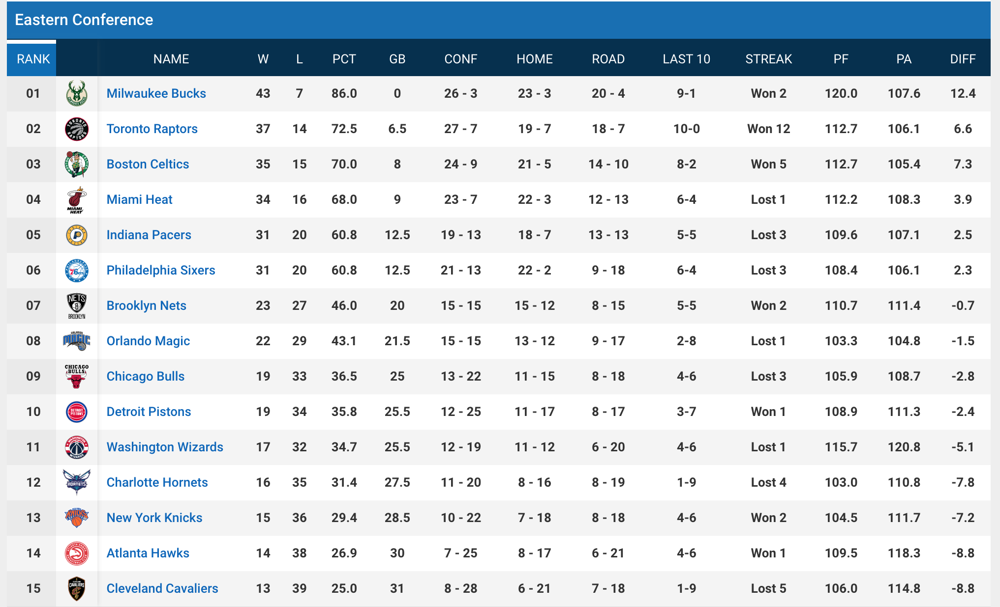 Eastern Conference
RANK NAME W L PCT GB CONF HOME ROAD LAST 10 STREAK PF PA DIFF
01 Milwaukee Bucks 43 7 86.0 0 26 - 3 23 - 3 20 - 4 9-1 Won 2 120.0 107.6 12.4
02 Toronto Raptors 37 14 72.5 6.5 27 - 7 19 - 7 18 - 7 10-0 Won 12 112.7 106.1 6.6
03 Boston Celtics 35 15 70.0 8 24 - 9 21 - 5 14 - 10 8-2 Won 5 112.7 105.4 7.3
04 MIAMI HEAT Miami Heat 34 16 68.0 9 23 - 7 22 - 3 12 - 13 6-4 Lost 1 112.2 108.3 3.9
05 Indiana Pacers 31 20 60.8 12.5 19 - 13 18 - 7 13 - 13 5-5 Lost 3 109.6 107.1 2.5
06 76ers Philadelphia Sixers 31 20 60.8 12.5 21 - 13 22 - 2 9 - 18 6-4 Lost 3 108.4 106.1 2.3
07 NETS B BROOKLYN Brooklyn Nets 23 27 46.0 20 15 - 15 15 - 12 8 - 15 5-5 Won 2 110.7 111.4 -0.7
08 ORLANDO MAGIC Orlando Magic 22 29 43.1 21.5 15 - 15 13 - 12 9 - 17 2-8 Lost 1 103.3 104.8 -1.5
09 CHICAGO BULLS Chicago Bulls 19 33 36.5 25 13 - 22 11 - 15 8 - 18 4-6 Lost 3 105.9 108.7 -2.8
10 DETROIT PISTONS Detroit Pistons 19 34 35.8 25.5 12 - 25 11 - 17 8 - 17 3-7 Won 1 108.9 111.3 -2.4
11 WASHINGTON WIZARDS Washington Wizards 17 32 34.7 25.5 12 - 19 11 - 12 6 - 20 4-6 Lost 1 115.7 120.8 -5.1
12 HORNETS Charlotte Hornets 16 35 31.4 27.5 11 - 20 8 - 16 8 - 19 1-9 Lost 4 103.0 110.8 -7.8
13 KNICKS New York Knicks 15 36 29.4 28.5 10 - 22 7 - 18 8 - 18 4-6 Won 2 104.5 111.7 -7.2
14 Atlanta Hawks 14 38 26.9 30 7 - 25 8 - 17 6 - 21 4-6 Won 1 109.5 118.3 -8.8
15 CAVALIERS Cleveland Cavaliers 13 39 25.0 31 8 - 28 6 - 21 7 - 18 1-9 Lost 5 106.0 114.8 -8.8